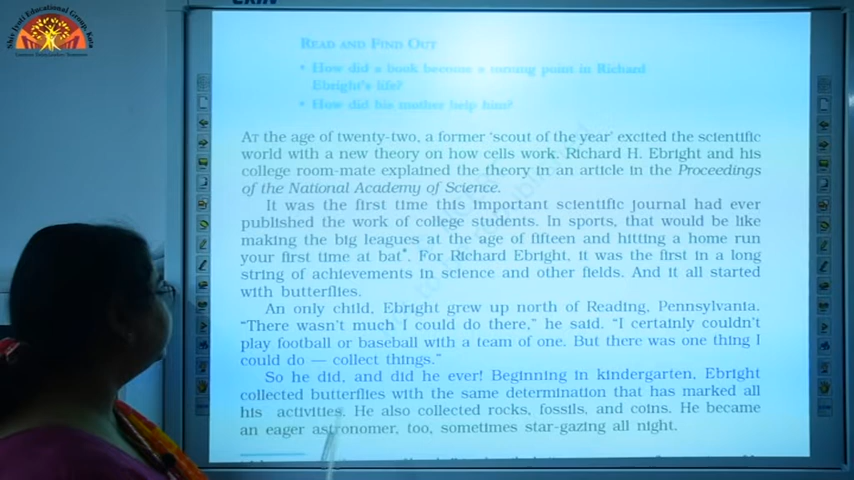 Shiv Jyoti Educational Group, Kota
READ AND FIND OUT
• How did a book become a turning point in Richard
Ebright's life?
• How did his mother help him?
AT the age of twenty-two, a former 'scout of the year' excited the scientific
world with a new theory on how cells work. Richard H. Ebright and his
college room-mate explained the theory in an article in the Proceedings
of the National Academy of Science.
It was the first time this important scientific journal had ever
published the work of college students. In sports, that would be like
making the big leagues at the age of fifteen and hitting a home run
your first time at bat*. For Richard Ebright, it was the first in a long
string of achievements in science and other fields. And it all started
with butterflies.
An only child, Ebright grew up north of Reading, Pennsylvania.
“There wasn't much I could do there,” he said. “I certainly couldn't
play football or baseball with a team of one. But there was one thing I
could do — collect things.”
So he did, and did he ever! Beginning in kindergarten, Ebright
collected butterflies with the same determination that has marked all
his activities. He also collected rocks, fossils, and coins. He became
an eager astronomer, too, sometimes star-gazing all night.